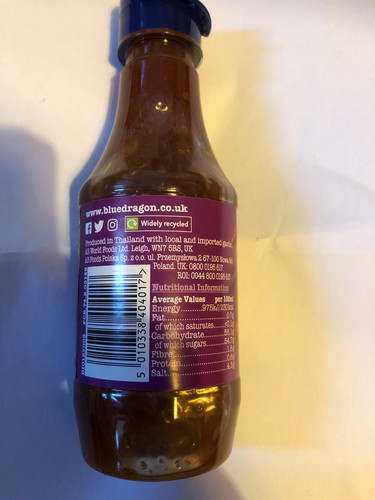 www.bluedragon.co.uk
Widely recycled
Produced in Thailand with local and imported garlic.
AB World Foods Ltd. Leigh, WN7 5RS, UK
AB Foods Polska Sp. z o.o. ul. Przemysłowa 2 67-100 Nowa Sól
Poland. UK: 0800 0195 617
ROI: 0044 800 0195 617
Nutritional Information
Average Values per 100ml
Energy
Fat
of which saturates
Carbohydrate
of which sugars
Fibre
Protein
Salt
5 010338 404017 >